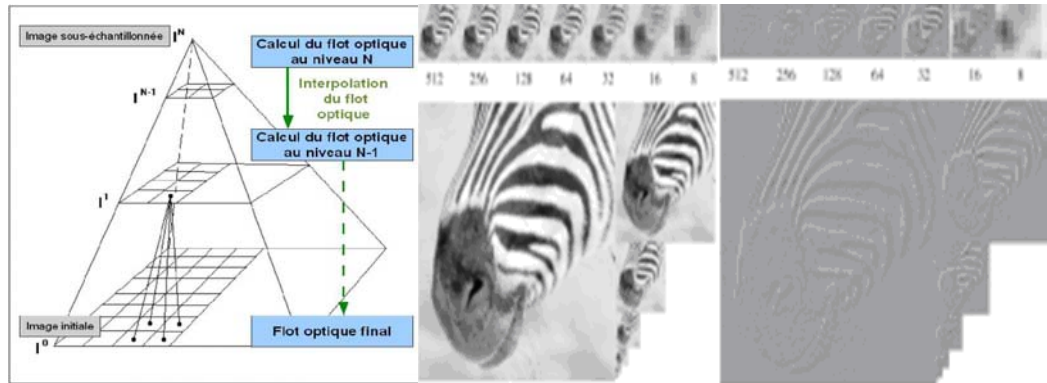 Image sous-échantillonnée
I^N
Calcul du flot optique
au niveau N
Interpolation
du flot
optique
I^N-1
Calcul du flot optique
au niveau N-1
I^1
Image initiale
I^0
Flot optique final
512 256 128 64 32 16 8
512 256 128 64 32 16 8